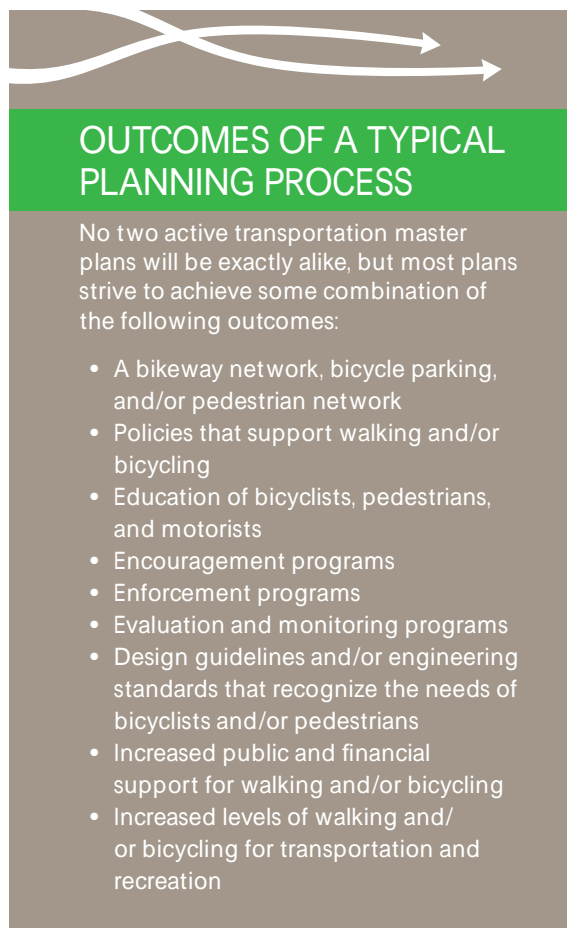 OUTCOMES OF A TYPICAL
PLANNING PROCESS
No two active transportation master
plans will be exactly alike, but most plans
strive to achieve some combination of
the following outcomes:
• A bikeway network, bicycle parking,
and/or pedestrian network
• Policies that support walking and/or
bicycling
• Education of bicyclists, pedestrians,
and motorists
• Encouragement programs
• Enforcement programs
• Evaluation and monitoring programs
• Design guidelines and/or engineering
standards that recognize the needs of
bicyclists and/or pedestrians
• Increased public and financial
support for walking and/or bicycling
• Increased levels of walking and/
or bicycling for transportation and
recreation